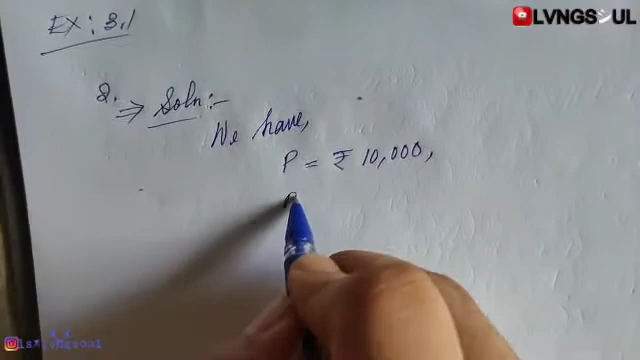 LVNGSOUL
EX: 3.1
2. ⇒ Soln:-
We have,
P = ₹ 10,000,